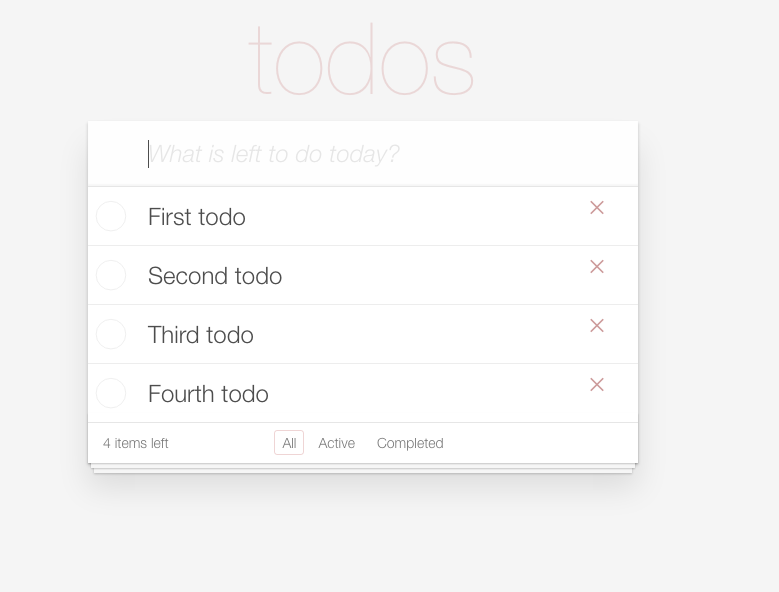 todos
What is left to do today?
First todo
Second todo
Third todo
Fourth todo
4 items left All Active Completed